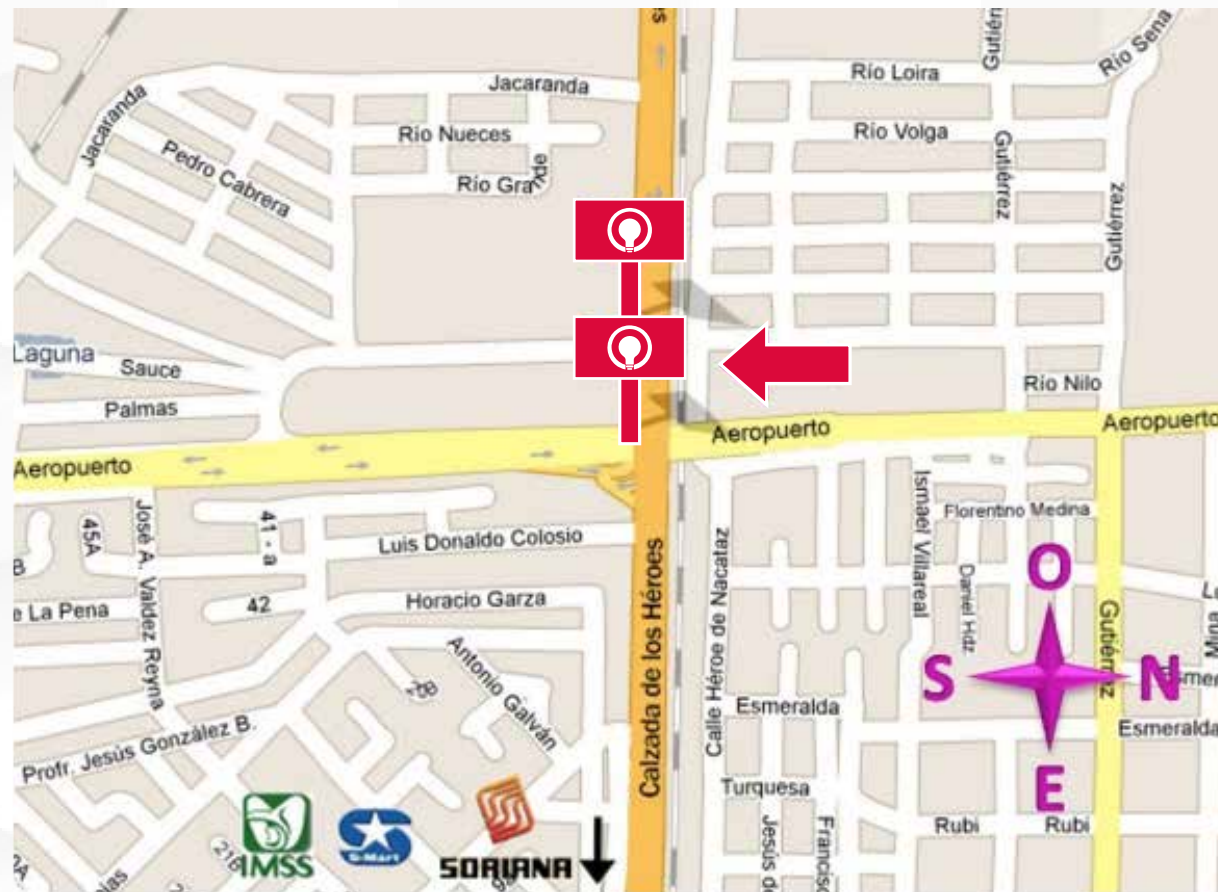 Jacaranda
Río Loira
Río Sena
Jacaranda
Río Nueces
Río Volga
Gutiérrez
Pedro Cabrera
Río Grande
Gutiérrez
Laguna
Sauce
Río Nilo
Palmas
Aeropuerto
Aeropuerto
Aeropuerto
45A
José A. Valdez Reyna
41 - a
Luis Donaldo Colosio
Calzada de los Héroes
Calle Héroe de Nacataz
Ismael Villareal
Florentino Medina
Daniel Hdz
O
e La Pena
42
Horacio Garza
Gutiérrez
Mina
S
N
Antonio Galván
Esmeralda
Esmeralda
Profr. Jesús González B.
E
Turquesa
Rubi
Rubi
IMSS
S-Mart
SORIANA
21B